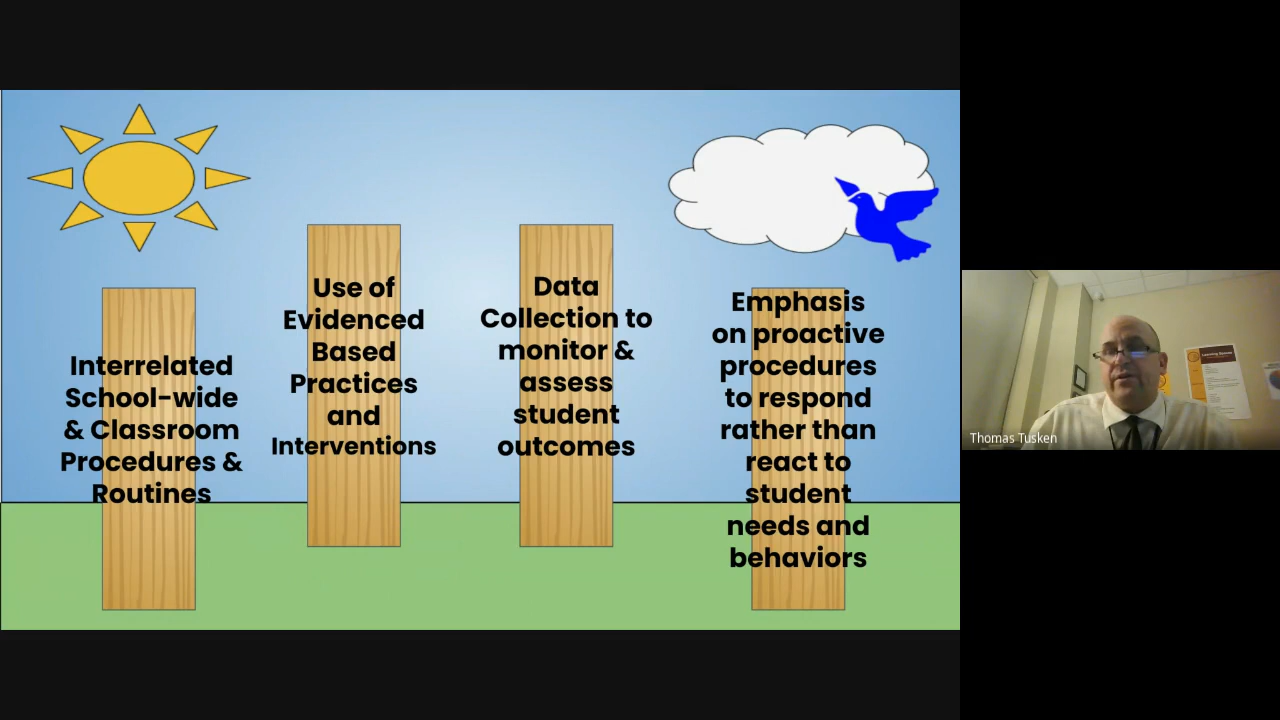 Interrelated
School-wide
& Classroom
Procedures &
Routines
Use of
Evidenced
Based
Practices
and
Interventions
Data
Collection to
monitor &
assess
student
outcomes
Emphasis
on proactive
procedures
to respond
rather than
react to
student
needs and
behaviors
Thomas Tusken